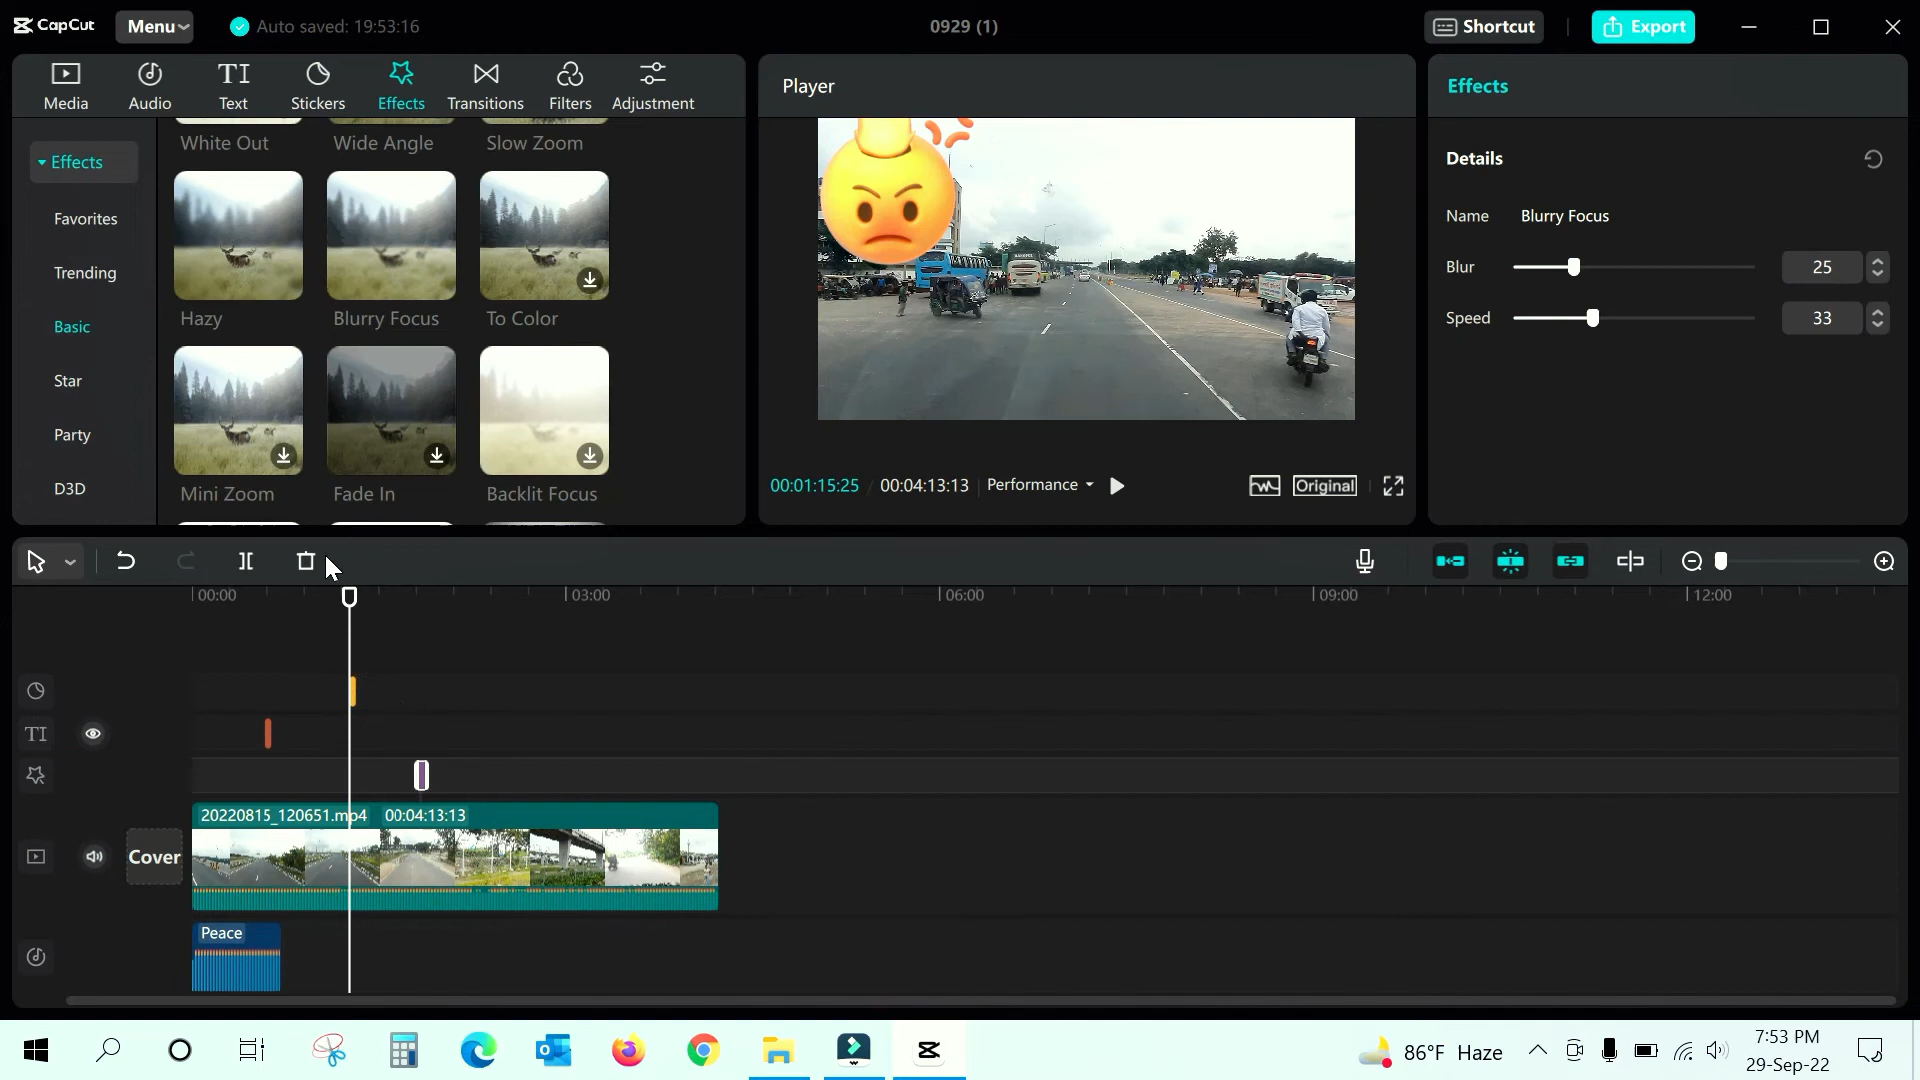 CapCut
Menu
Auto saved: 19:53:16
0929 (1)
Shortcut
Export
Media
Audio
TI
Text
Stickers
Effects
Transitions
Filters
Adjustment
Player
Effects
Effects
Favorites
Trending
Basic
Star
Party
D3D
White Out
Wide Angle
Slow Zoom
Hazy
Blurry Focus
To Color
Mini Zoom
Fade In
Backlit Focus
00:01:15:25 / 00:04:13:13
Performance
Original
Details
Name Blurry Focus
Blur 25
Speed 33
00:00
03:00
06:00
09:00
12:00
TI
20220815_120651.mp4 00:04:13:13
Cover
Peace
86°F Haze
7:53 PM
29-Sep-22